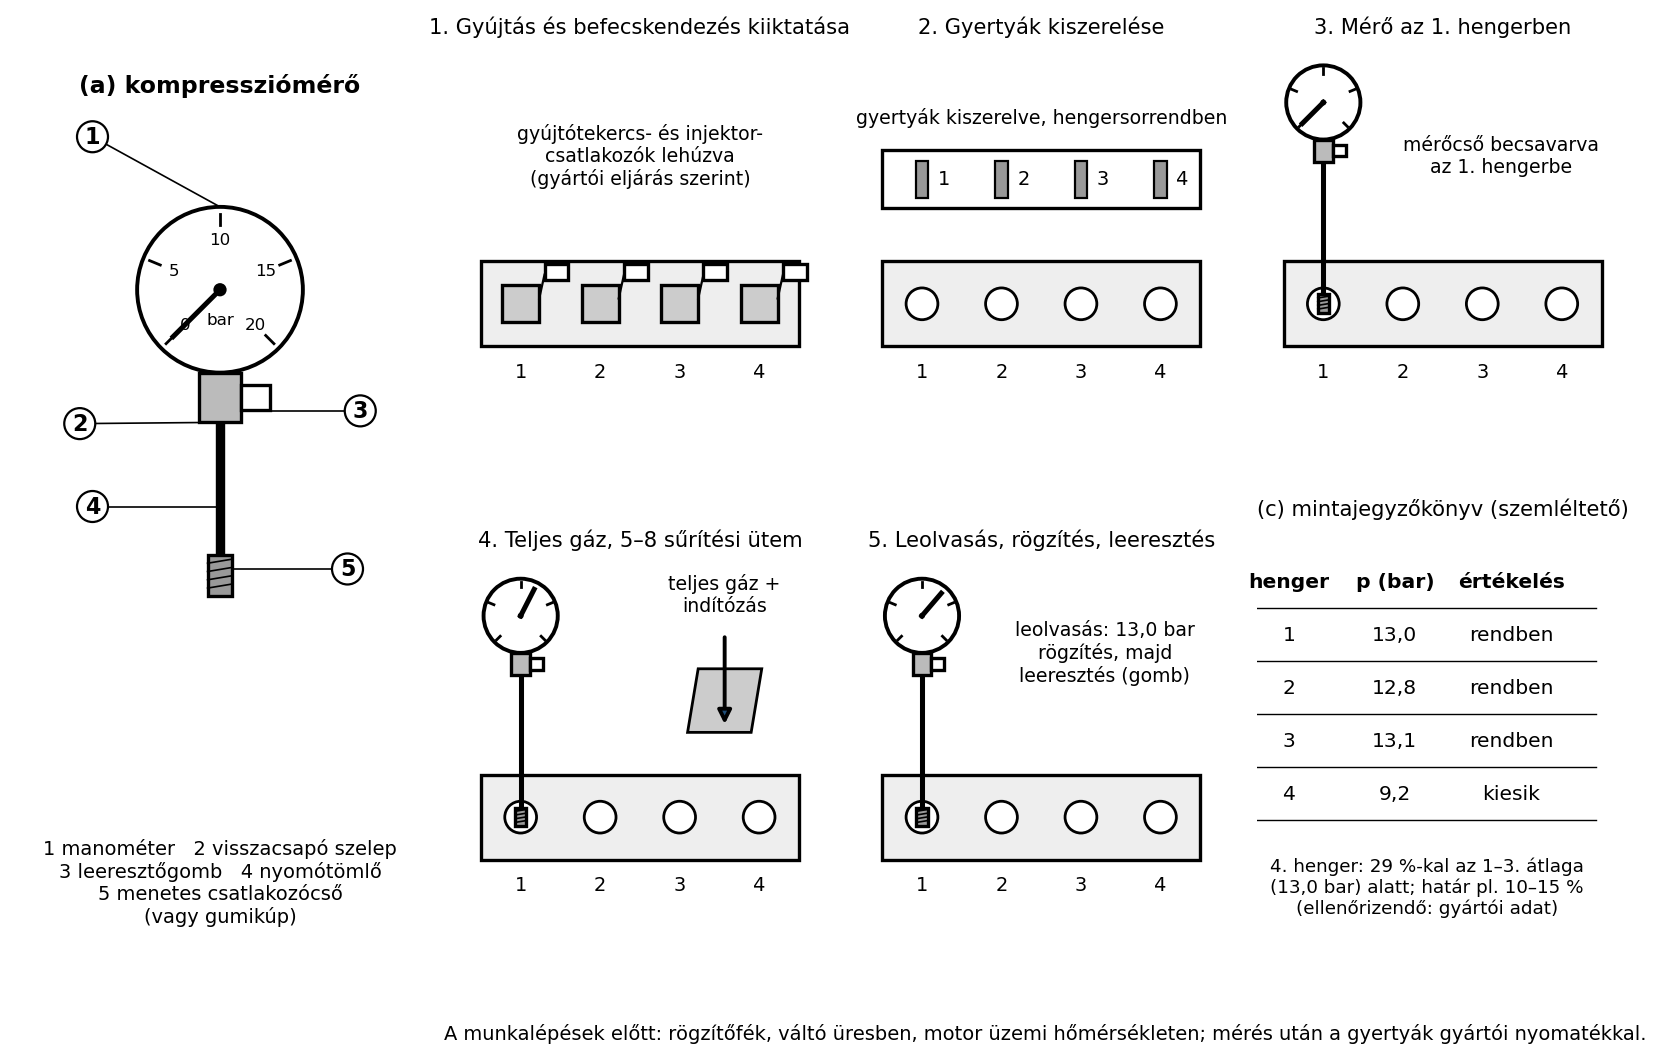 (a) kompressziómérő
1
10
5
15
0
bar
20
2
3
4
5
1 manométer 2 visszacsapó szelep
3 leeresztőgomb 4 nyomótömlő
5 menetes csatlakozócső
(vagy gumikúp)
1. Gyújtás és befecskendezés kiiktatása
gyújtótekercs- és injektor-
csatlakozók lehúzva
(gyártói eljárás szerint)
1 2 3 4
2. Gyertyák kiszerelése
gyertyák kiszerelve, hengersorrendben
1 2 3 4
1 2 3 4
3. Mérő az 1. hengerben
mérőcső becsavarva
az 1. hengerbe
1 2 3 4
4. Teljes gáz, 5–8 sűrítési ütem
teljes gáz +
indítózás
1 2 3 4
5. Leolvasás, rögzítés, leeresztés
leolvasás: 13,0 bar
rögzítés, majd
leeresztés (gomb)
1 2 3 4
(c) mintajegyzőkönyv (szemléltető)
henger p (bar) értékelés
1 13,0 rendben
2 12,8 rendben
3 13,1 rendben
4 9,2 kiesik
4. henger: 29 %-kal az 1–3. átlaga
(13,0 bar) alatt; határ pl. 10–15 %
(ellenőrizendő: gyártói adat)
A munkalépések előtt: rögzítőfék, váltó üresben, motor üzemi hőmérsékleten; mérés után a gyertyák gyártói nyomatékkal.